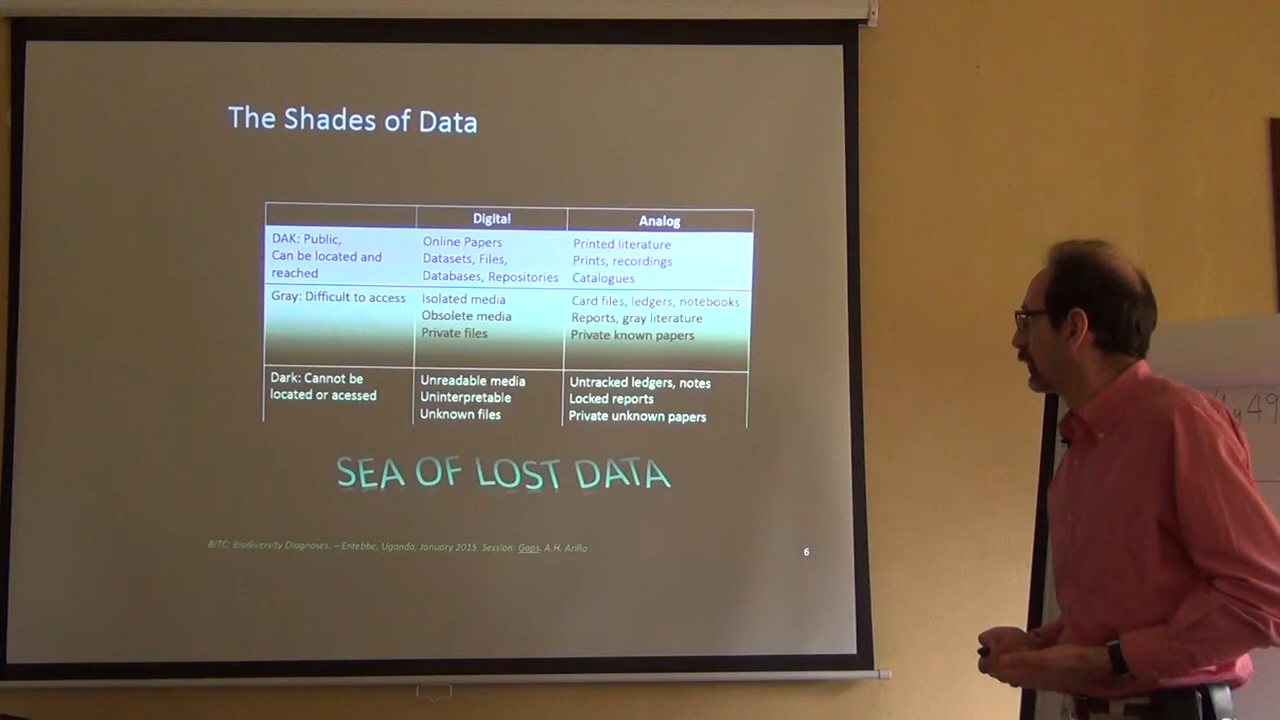 The Shades of Data
Digital Analog
DAK: Public,
Can be located and
reached
Online Papers
Datasets, Files,
Databases, Repositories
Printed literature
Prints, recordings
Catalogues
Gray: Difficult to access
Isolated media
Obsolete media
Private files
Card files, ledgers, notebooks
Reports, gray literature
Private known papers
Dark: Cannot be
located or acessed
Unreadable media
Uninterpretable
Unknown files
Untracked ledgers, notes
Locked reports
Private unknown papers
SEA OF LOST DATA
BITC: Biodiversity Diagnoses. – Entebbe, Uganda, January 2015. Session: Gaps. A.H. Ariño
6